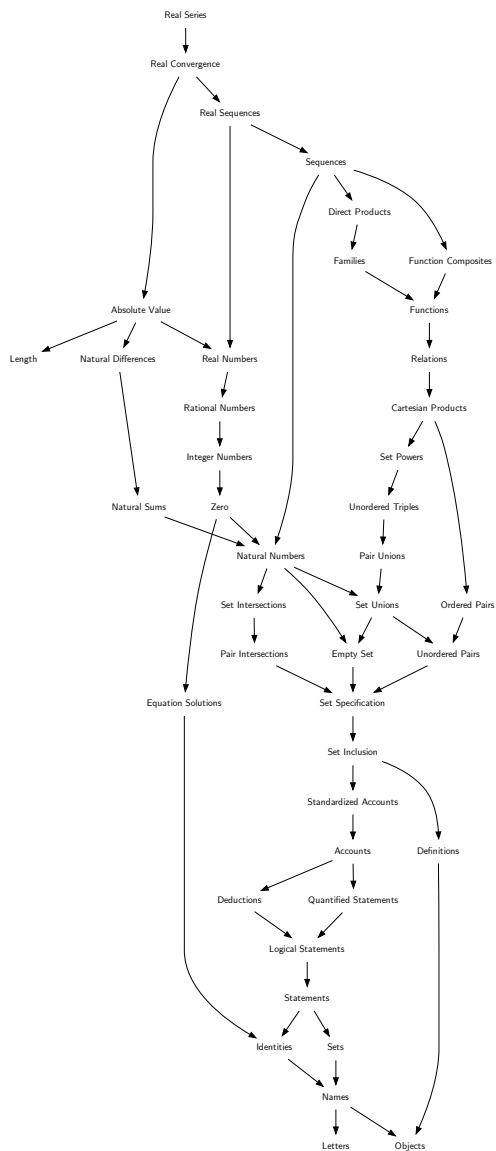 Real Series
Real Convergence
Real Sequences
Sequences
Direct Products
Families Function Composites
Absolute Value Functions
Length Natural Differences Real Numbers Relations
Rational Numbers Cartesian Products
Integer Numbers Set Powers
Natural Sums Zero Unordered Triples
Natural Numbers Pair Unions
Set Intersections Set Unions Ordered Pairs
Pair Intersections Empty Set Unordered Pairs
Equation Solutions Set Specification
Set Inclusion
Standardized Accounts
Accounts Definitions
Deductions Quantified Statements
Logical Statements
Statements
Identities Sets
Names
Letters Objects